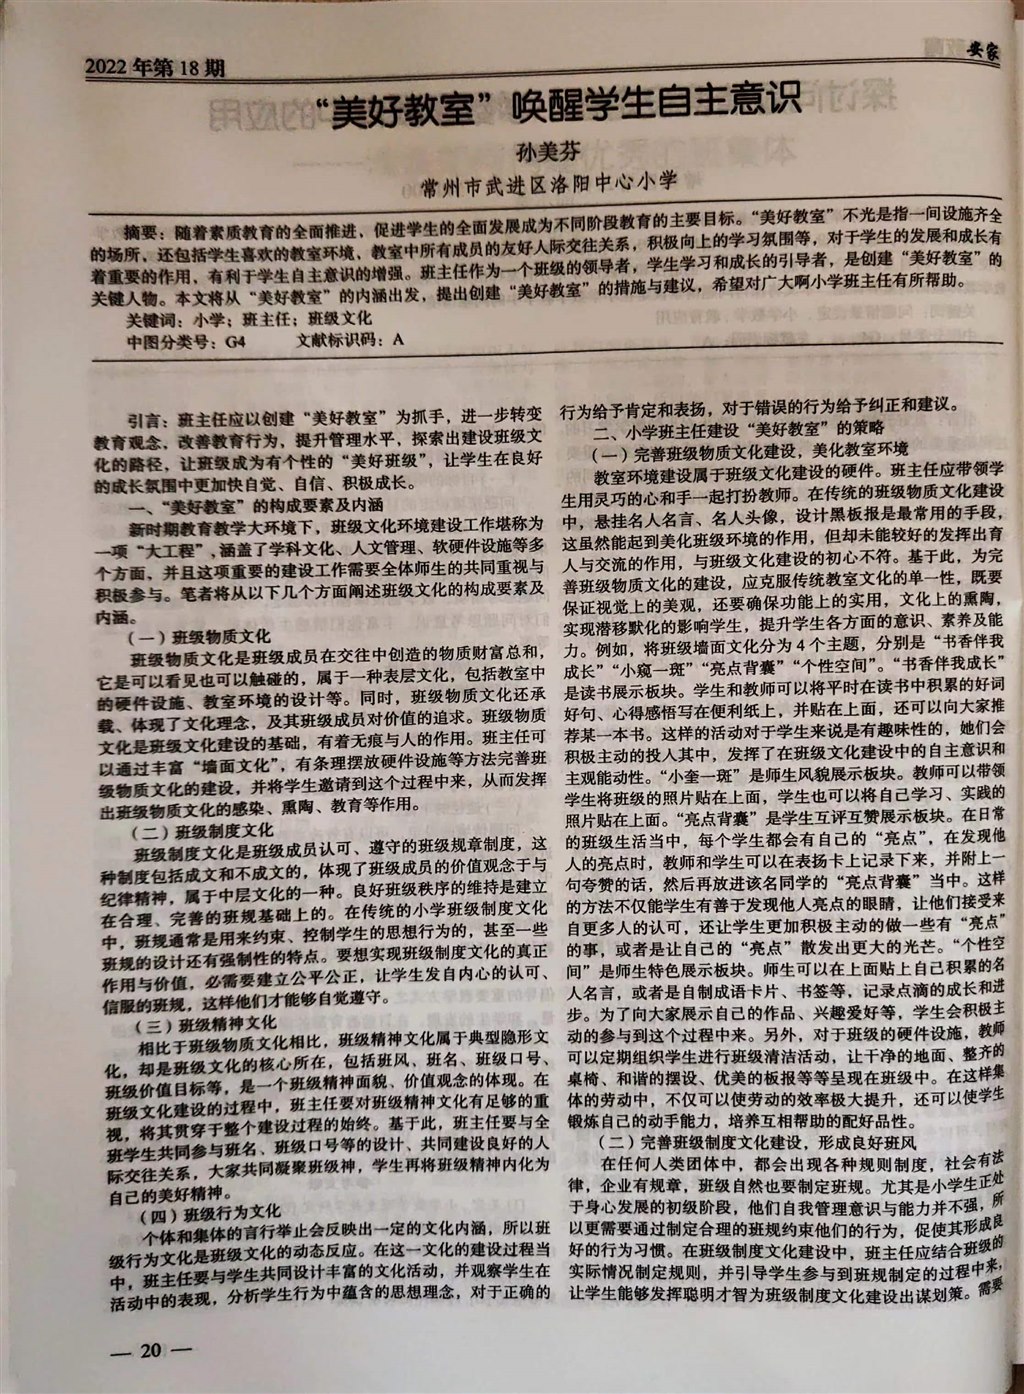 2022年第18期
安家
“美好教室”唤醒学生自主意识
孙美芬
常州市武进区洛阳中心小学
摘要：随着素质教育的全面推进，促进学生的全面发展成为不同阶段教育的主要目标。“美好教室”不光是指一间设施齐全
的场所，还包括学生喜欢的教室环境、教室中所有成员的友好人际交往关系，积极向上的学习氛围等，对于学生的发展和成长有
着重要的作用，有利于学生自主意识的增强。班主任作为一个班级的领导者，学生学习和成长的引导者，是创建“美好教室”的
关键人物。本文将从“美好教室”的内涵出发，提出创建“美好教室”的措施与建议，希望对广大啊小学班主任有所帮助。
关键词：小学；班主任；班级文化
中图分类号：G4 文献标识码：A
引言：班主任应以创建“美好教室”为抓手，进一步转变
教育观念、改善教育行为，提升管理水平，探索出建设班级文
化的路径，让班级成为有个性的“美好班级”，让学生在良好
的成长氛围中更加快自觉、自信、积极成长。
一、“美好教室”的构成要素及内涵
新时期教育教学大环境下，班级文化环境建设工作堪称为
一项“大工程”，涵盖了学科文化、人文管理、软硬件设施等多
个方面，并且这项重要的建设工作需要全体师生的共同重视与
积极参与。笔者将从以下几个方面阐述班级文化的构成要素及
内涵。
（一）班级物质文化
班级物质文化是班级成员在交往中创造的物质财富总和，
它是可以看见也可以触碰的，属于一种表层文化，包括教室中
的硬件设施、教室环境的设计等。同时，班级物质文化还承
载、体现了文化理念，及其班级成员对价值的追求。班级物质
文化是班级文化建设的基础，有着无痕与人的作用。班主任可
以通过丰富“墙面文化”，有条理摆放硬件设施等方法完善班
级物质文化的建设，并将学生邀请到这个过程中来，从而发挥
出班级物质文化的感染、熏陶、教育等作用。
（二）班级制度文化
班级制度文化是班级成员认可、遵守的班级规章制度，这
种制度包括成文和不成文的，体现了班级成员的价值观念于与
纪律精神，属于中层文化的一种。良好班级秩序的维持是建立
在合理、完善的班规基础上的。在传统的小学班级制度文化
中，班规通常是用来约束、控制学生的思想行为的，甚至一些
班规的设计还有强制性的特点。要想实现班级制度文化的真正
作用与价值，必需要建立公平公正，让学生发自内心的认可、
信服的班规，这样他们才能够自觉遵守。
（三）班级精神文化
相比于班级物质文化相比，班级精神文化属于典型隐形文
化，却是班级文化的核心所在，包括班风、班名、班级口号、
班级价值目标等，是一个班级精神面貌、价值观念的体现。在
班级文化建设的过程中，班主任要对班级精神文化有足够的重
视，将其贯穿于整个建设过程的始终。基于此，班主任要与全
班学生共同参与班名、班级口号等的设计、共同建设良好的人
际交往关系，大家共同凝聚班级神，学生再将班级精神内化为
自己的美好精神。
（四）班级行为文化
个体和集体的言行举止会反映出一定的文化内涵，所以班
级行为文化是班级文化的动态反应。在这一文化的建设过程当
中，班主任要与学生共同设计丰富的文化活动，并观察学生在
活动中的表现，分析学生行为中蕴含的思想理念，对于正确的
行为给予肯定和表扬，对于错误的行为给予纠正和建议。
二、小学班主任建设“美好教室”的策略
（一）完善班级物质文化建设，美化教室环境
教室环境建设属于班级文化建设的硬件。班主任应带领学
生用灵巧的心和手一起打扮教师。在传统的班级物质文化建设
中，悬挂名人名言、名人头像，设计黑板报是最常用的手段，
这虽然能起到美化班级环境的作用，但却未能较好的发挥出育
人与交流的作用，与班级文化建设的初心不符。基于此，为完
善班级物质文化的建设，应克服传统教室文化的单一性，既要
保证视觉上的美观，还要确保功能上的实用，文化上的熏陶，
实现潜移默化的影响学生，提升学生各方面的意识、素养及能
力。例如，将班级墙面文化分为4个主题，分别是“书香伴我
成长”“小窥一斑”“亮点背囊”“个性空间”。“书香伴我成长”
是读书展示板块。学生和教师可以将平时在读书中积累的好词
好句、心得感悟写在便利纸上，并贴在上面，还可以向大家推
荐某一本书。这样的活动对于学生来说是有趣味性的，她们会
积极主动的投入其中，发挥了在班级文化建设中的自主意识和
主观能动性。“小奎一斑”是师生风貌展示板块。教师可以带领
学生将班级的照片贴在上面，学生也可以将自己学习、实践的
照片贴在上面。“亮点背囊”是学生互评互赞展示板块。在日常
的班级生活当中，每个学生都会有自己的“亮点”，在发现他
人的亮点时，教师和学生可以在表扬卡上记录下来，并附上一
句夸赞的话，然后再放进该名同学的“亮点背囊”当中。这样
的方法不仅能学生有善于发现他人亮点的眼睛，让他们接受来
自更多人的认可，还让学生更加积极主动的做一些有“亮点”
的事，或者是让自己的“亮点”散发出更大的光芒。“个性空
间”是师生特色展示板块。师生可以在上面贴上自己积累的名
人名言，或者是自制成语卡片、书签等，记录点滴的成长和进
步。为了向大家展示自己的作品、兴趣爱好等，学生会积极主
动的参与到这个过程中来。另外，对于班级的硬件设施，教师
可以定期组织学生进行班级清洁活动，让干净的地面、整齐的
桌椅、和谐的摆设、优美的板报等等呈现在班级中。在这样集
体的劳动中，不仅可以使劳动的效率极大提升，还可以使学生
锻炼自己的动手能力，培养互相帮助的配好品性。
（二）完善班级制度文化建设，形成良好班风
在任何人类团体中，都会出现各种规则制度，社会有法
律，企业有规章，班级自然也要制定班规。尤其是小学生正处
于身心发展的初级阶段，他们自我管理意识与能力并不强，所
以更需要通过制定合理的班规约束他们的行为，促使其形成良
好的行为习惯。在班级制度文化建设中，班主任应结合班级的
实际情况制定规则，并引导学生参与到班规制定的过程中来，
让学生能够发挥聪明才智为班级制度文化建设出谋划策。需要
— 20 —